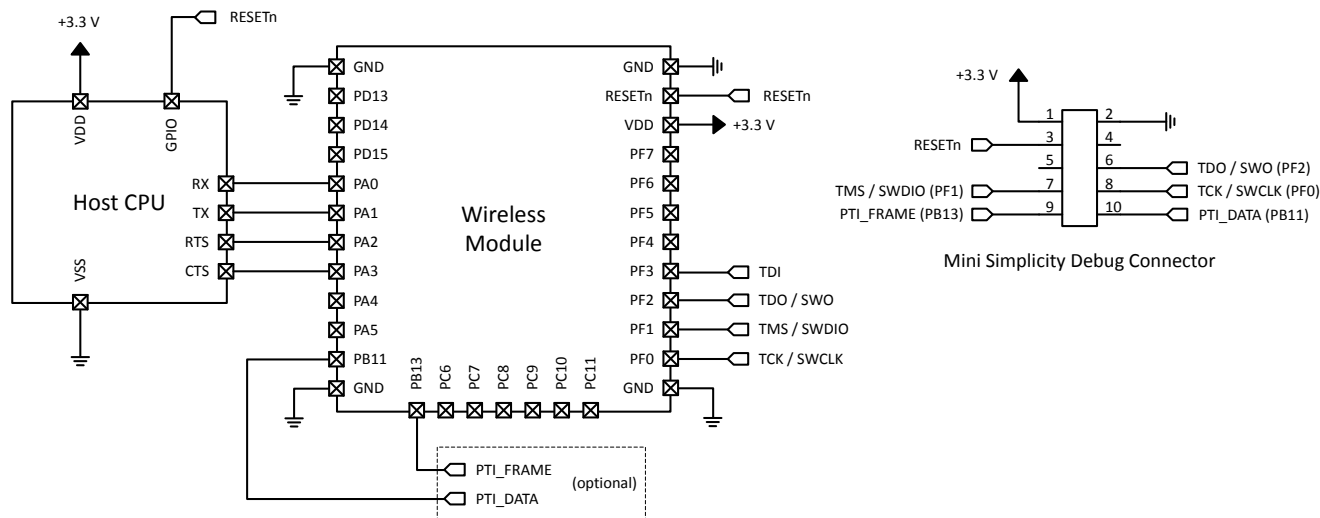 +3.3 V
RESETn
VDD
GPIO
Host CPU
RX
TX
RTS
CTS
VSS
GND
PD13
PD14
PD15
PA0
PA1
PA2
PA3
PA4
PA5
PB11
GND
Wireless
Module
PB13
PC6
PC7
PC8
PC9
PC10
PC11
GND
RESETn
RESETn
VDD
+3.3 V
PF7
PF6
PF5
PF4
PF3
TDI
PF2
TDO / SWO
PF1
TMS / SWDIO
PF0
TCK / SWCLK
GND
PTI_FRAME
(optional)
PTI_DATA
+3.3 V
1
2
RESETn
3
4
5
6
TDO / SWO (PF2)
TMS / SWDIO (PF1)
7
8
TCK / SWCLK (PF0)
PTI_FRAME (PB13)
9
10
PTI_DATA (PB11)
Mini Simplicity Debug Connector